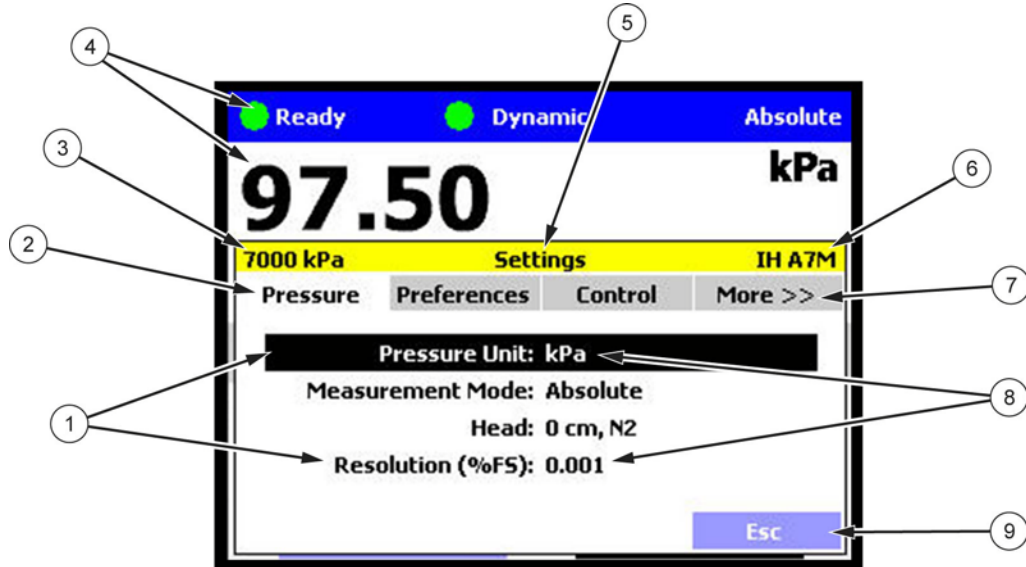 5
4
Ready Dynamic Absolute
3
97.50 kPa
6
2
7000 kPa Settings IH A7M
Pressure Preferences Control More >>
7
Pressure Unit: kPa
Measurement Mode: Absolute
1
8
Head: 0 cm, N2
Resolution (%FS): 0.001
Esc
9